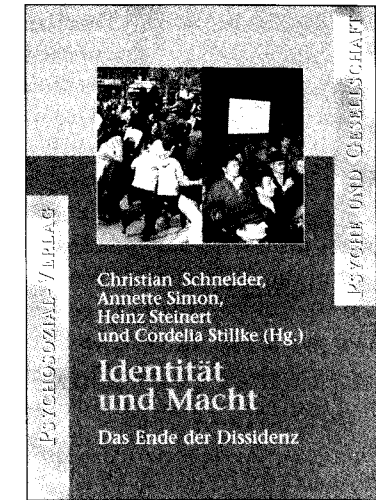 PSYCHE UND GESELLSCHAFT
PSYCHOSOZIAL-VERLAG
Christian Schneider,
Annette Simon,
Heinz Steinert
und Cordelia Stillke (Hg.)
Identität
und Macht
Das Ende der Dissidenz